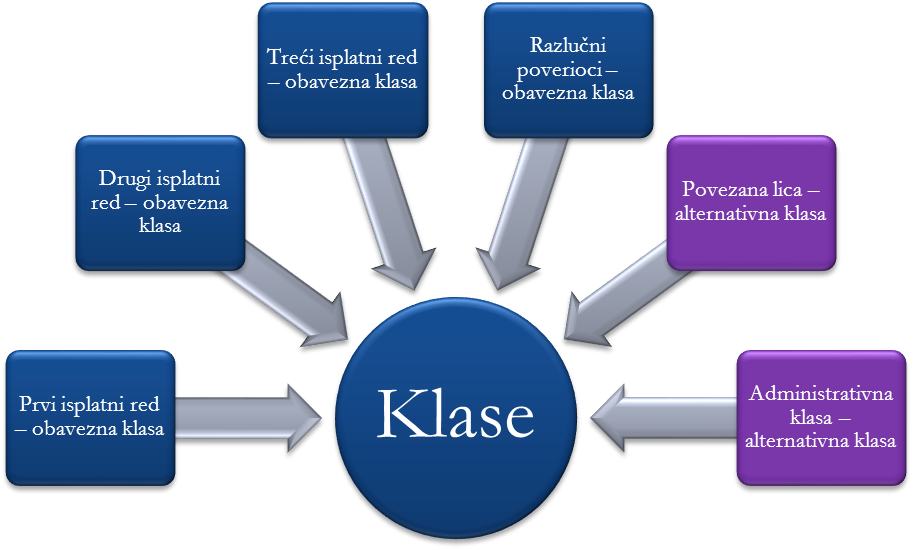 Treći isplatni red
– obavezna klasa
Razlučni
poverioci –
obavezna klasa
Drugi isplatni
red – obavezna
klasa
Povezana lica –
alternativna klasa
Prvi isplatni red
– obavezna klasa
Klase
Administrativna
klasa –
alternativna klasa